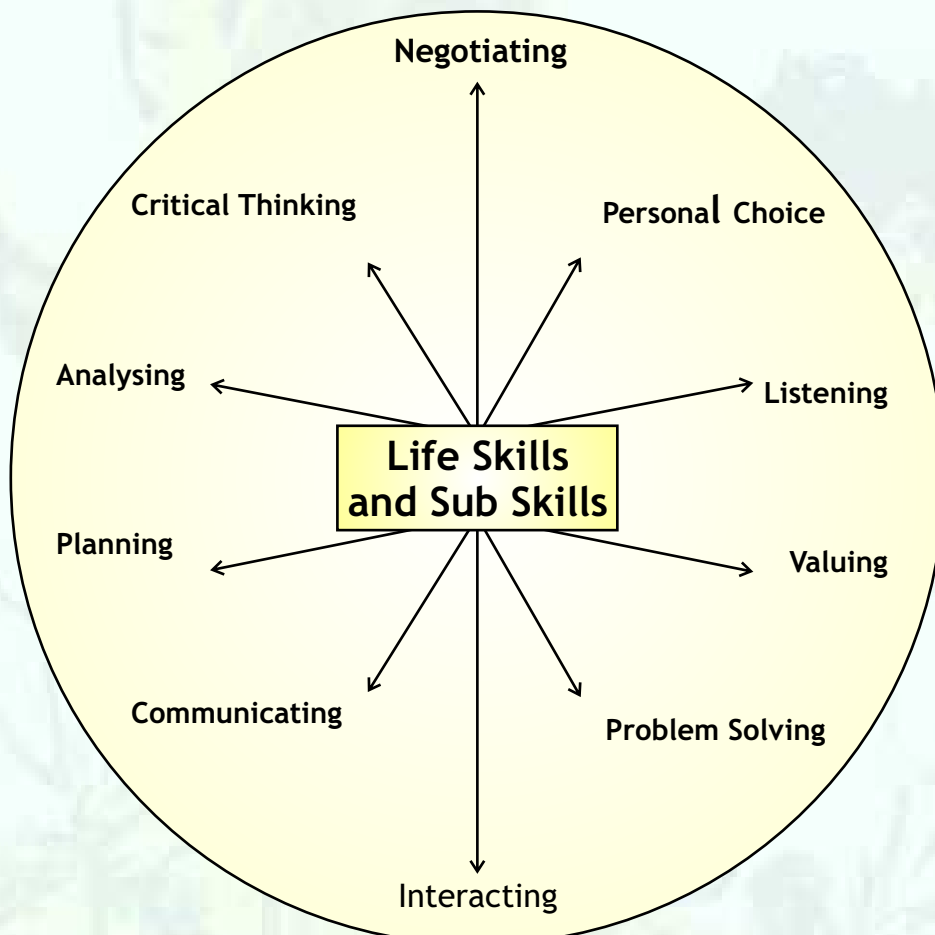 Negotiating
Critical Thinking
Personal Choice
Analysing
Listening
Life Skills
and Sub Skills
Planning
Valuing
Communicating
Problem Solving
Interacting